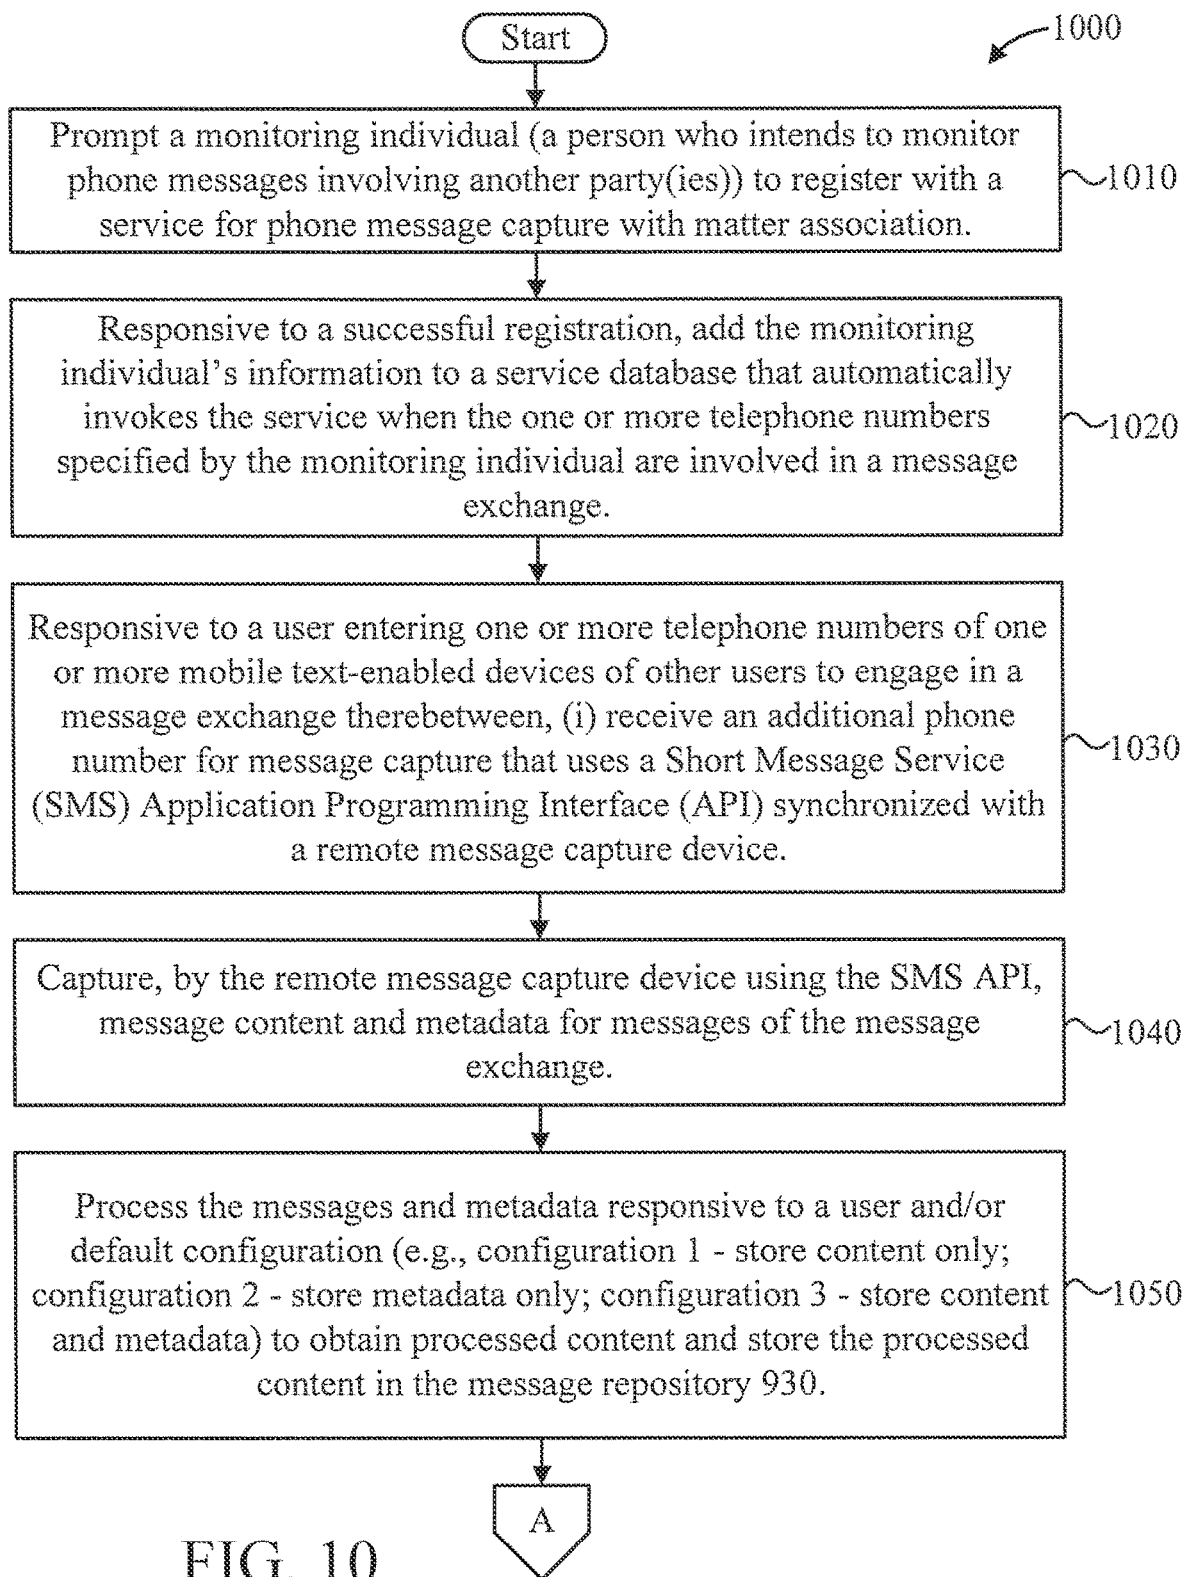 Start
1000
Prompt a monitoring individual (a person who intends to monitor
phone messages involving another party(ies)) to register with a
service for phone message capture with matter association.
1010
Responsive to a successful registration, add the monitoring
individual's information to a service database that automatically
invokes the service when the one or more telephone numbers
specified by the monitoring individual are involved in a message
exchange.
1020
Responsive to a user entering one or more telephone numbers of one
or more mobile text-enabled devices of other users to engage in a
message exchange therebetween, (i) receive an additional phone
number for message capture that uses a Short Message Service
(SMS) Application Programming Interface (API) synchronized with
a remote message capture device.
1030
Capture, by the remote message capture device using the SMS API,
message content and metadata for messages of the message
exchange.
1040
Process the messages and metadata responsive to a user and/or
default configuration (e.g., configuration 1 - store content only;
configuration 2 - store metadata only; configuration 3 - store content
and metadata) to obtain processed content and store the processed
content in the message repository 930.
1050
A
FIG. 10